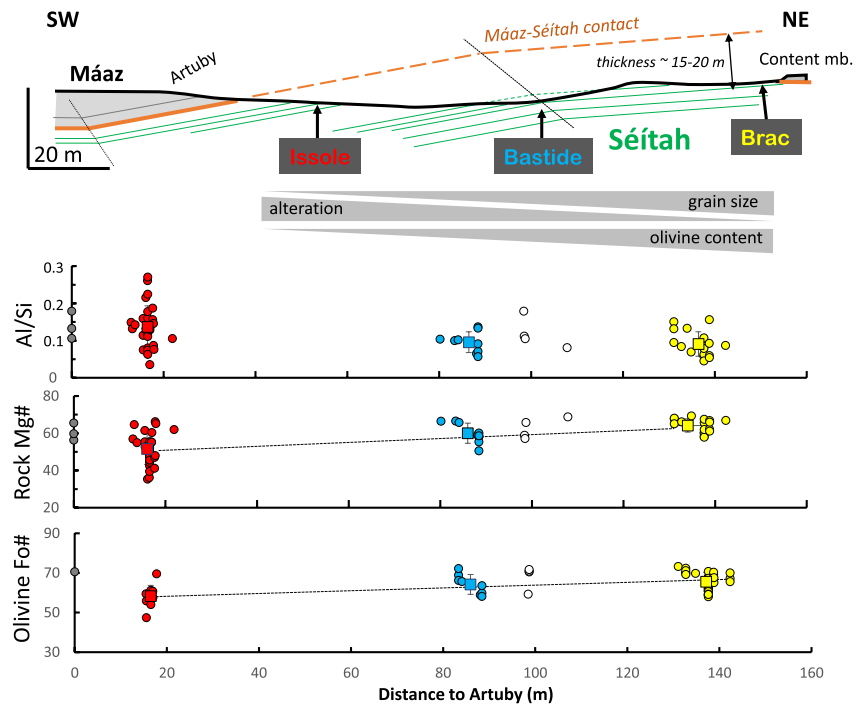 SW
NE
Máaz-Séítah contact
Artuby
thickness ~ 15-20 m
Content mb.
Máaz
20 m
Issole
Bastide
Séítah
Brac
grain size
alteration
olivine content
Al/Si
0.3
0.2
0.1
0
Rock Mg#
80
60
40
20
Olivine Fo#
90
70
50
30
0 20 40 60 80 100 120 140 160
Distance to Artuby (m)